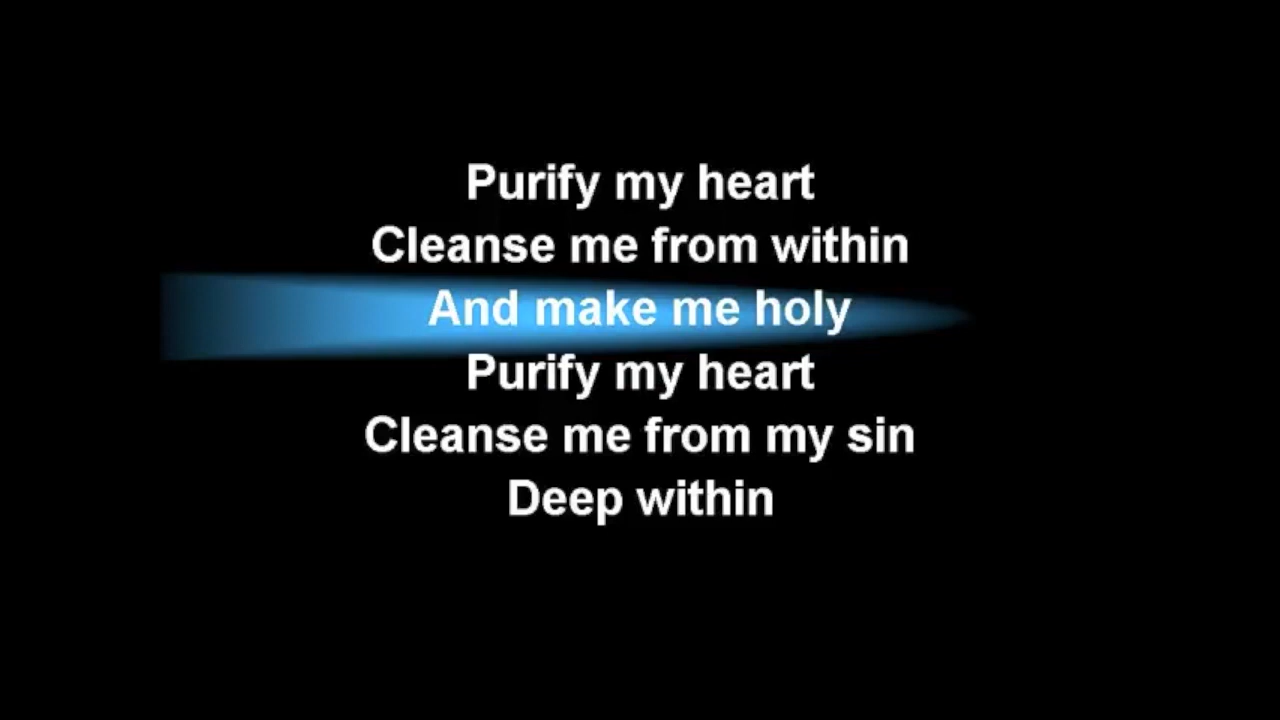 Purify my heart
Cleanse me from within
And make me holy
Purify my heart
Cleanse me from my sin
Deep within